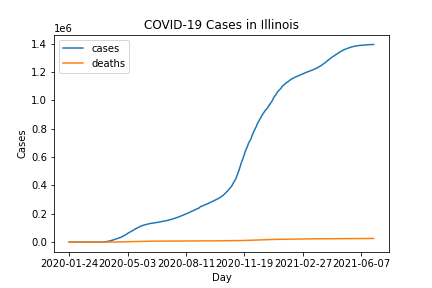 COVID-19 Cases in Illinois
1e6
cases
deaths
1.4
1.2
1.0
0.8
0.6
0.4
0.2
0.0
Cases
2020-01-24
2020-05-03
2020-08-11
2020-11-19
2021-02-27
2021-06-07
Day